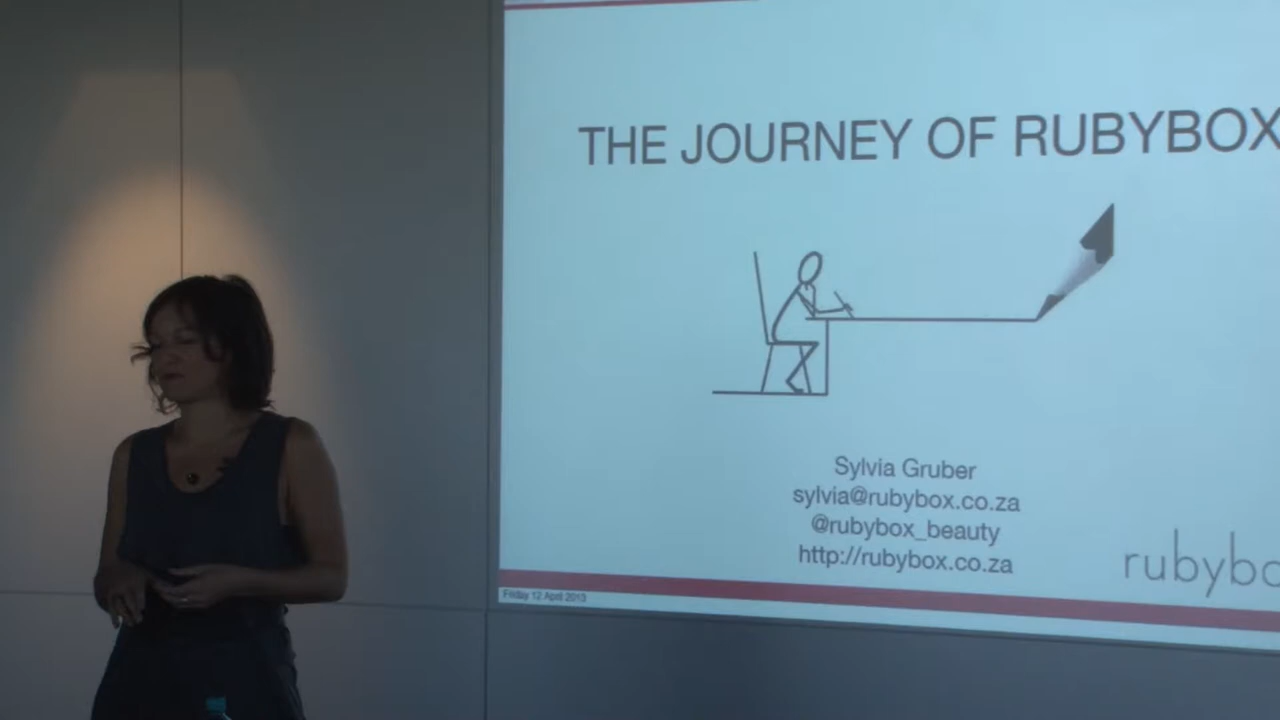 THE JOURNEY OF RUBYBOX
Sylvia Gruber
sylvia@rubybox.co.za
@rubybox_beauty
http://rubybox.co.za
rubybo
Friday 12 April 2013